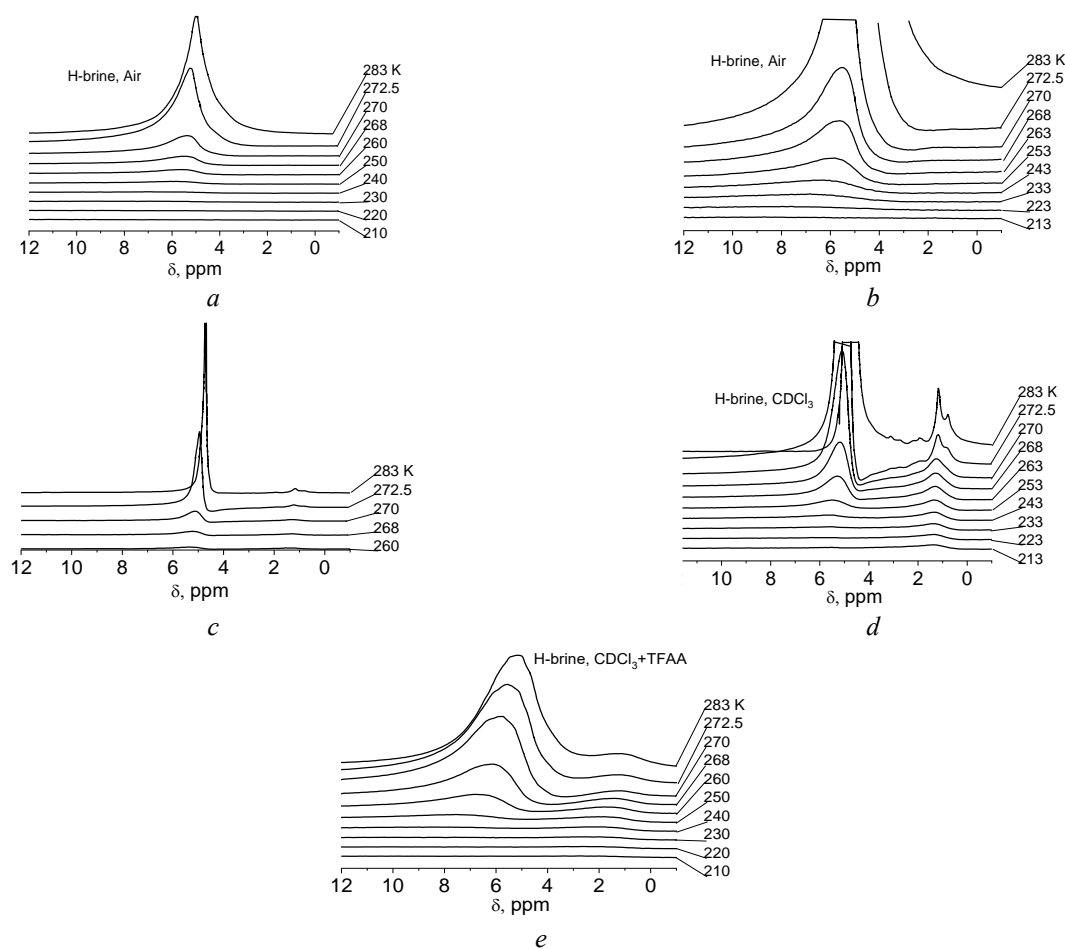 H-brine, Air
283 K
272.5
270
268
260
250
240
230
220
210
12 10 8 6 4 2 0
δ, ppm
a
H-brine, Air
283 K
272.5
270
268
263
253
243
233
223
213
12 10 8 6 4 2 0
δ, ppm
b
283 K
272.5
270
268
260
12 10 8 6 4 2 0
δ, ppm
c
H-brine, CDCl3
283 K
272.5
270
268
263
253
243
233
223
213
10 8 6 4 2 0
δ, ppm
d
H-brine, CDCl3+TFAA
283 K
272.5
270
268
260
250
240
230
220
210
12 10 8 6 4 2 0
δ, ppm
e